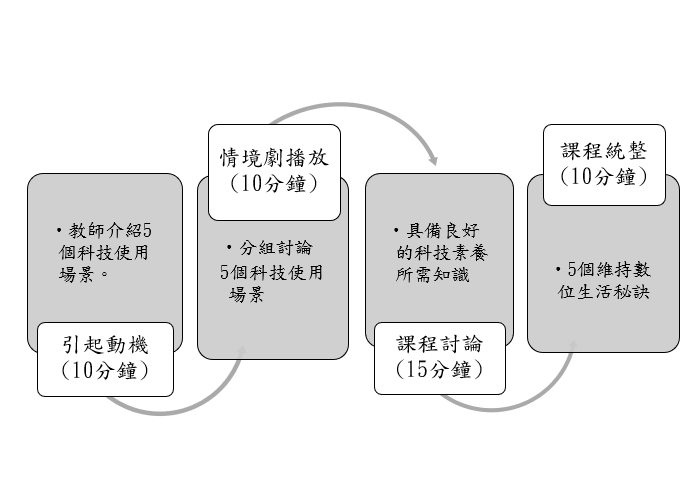 ・教師介紹5
個科技使用
場景。
引起動機
(10分鐘)
情境劇播放
(10分鐘)
・分組討論
5個科技使用
場景
・具備良好
的科技素養
所需知識
課程討論
(15分鐘)
課程統整
(10分鐘)
・5個維持數
位生活秘訣